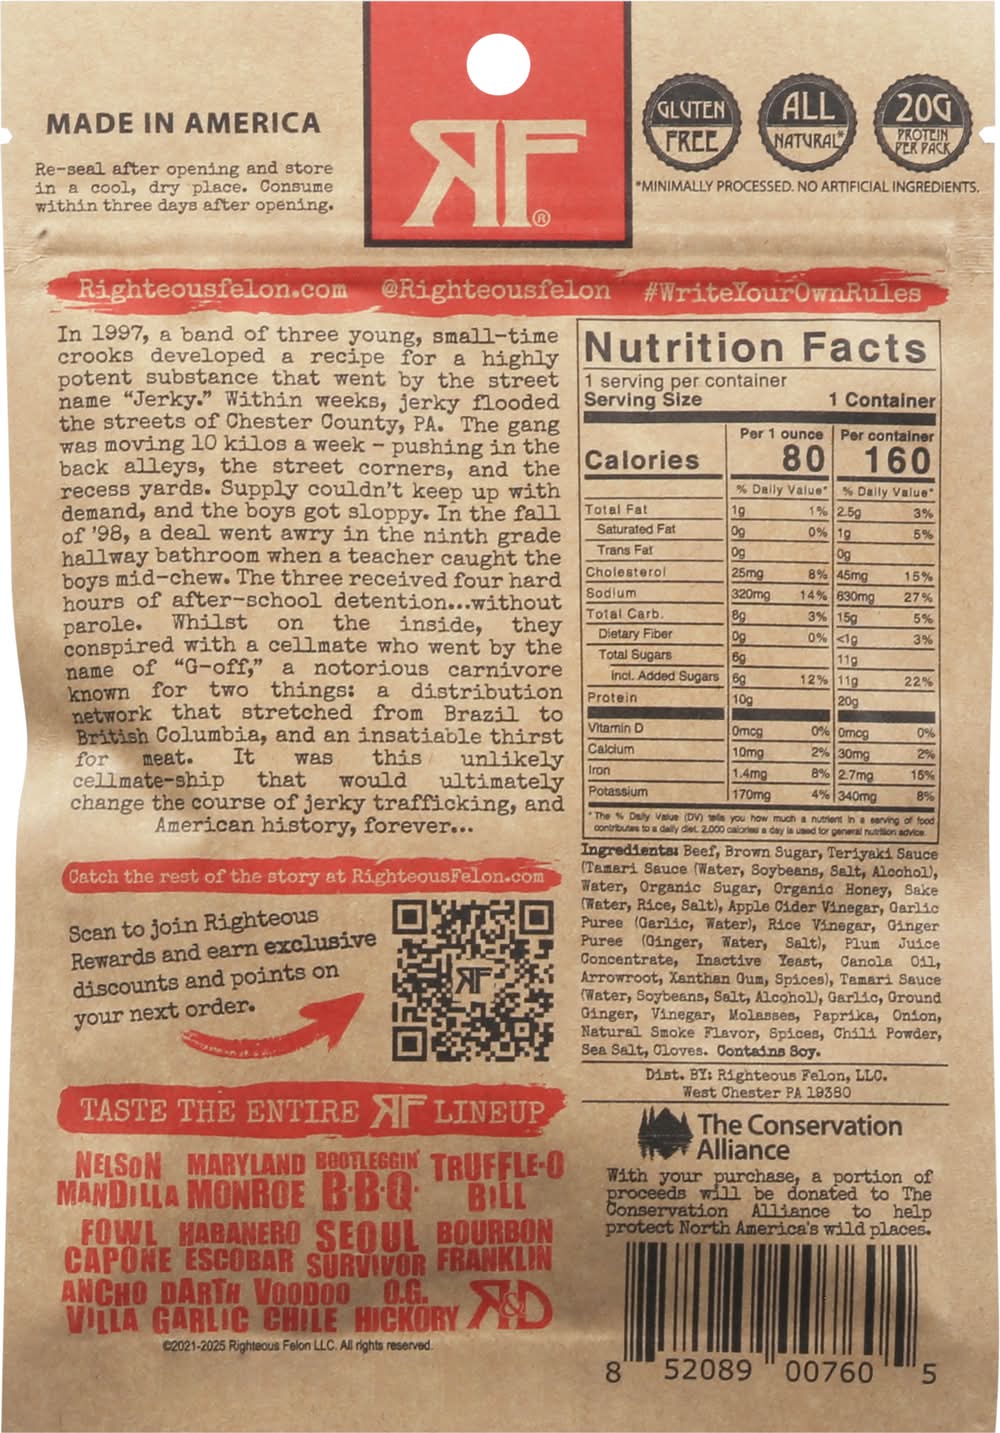 MADE IN AMERICA
Re-seal after opening and store
in a cool, dry place. Consume
within three days after opening.
RF®
GLUTEN
FREE
ALL
NATURAL*
20G
PROTEIN
PER PACK
*MINIMALLY PROCESSED. NO ARTIFICIAL INGREDIENTS.
Righteousfelon.com @Righteousfelon #WriteYourOwnRules
In 1997, a band of three young, small-time
crooks developed a recipe for a highly
potent substance that went by the street
name “Jerky.” Within weeks, jerky flooded
the streets of Chester County, PA. The gang
was moving 10 kilos a week – pushing in the
back alleys, the street corners, and the
recess yards. Supply couldn't keep up with
demand, and the boys got sloppy. In the fall
of '98, a deal went awry in the ninth grade
hallway bathroom when a teacher caught the
boys mid-chew. The three received four hard
hours of after-school detention...without
parole. Whilst on the inside, they
conspired with a cellmate who went by the
name of “G-off,” a notorious carnivore
known for two things: a distribution
network that stretched from Brazil to
British Columbia, and an insatiable thirst
for meat. It was this unlikely
cellmate-ship that would ultimately
change the course of jerky trafficking, and
American history, forever...
Catch the rest of the story at RighteousFelon.com
Scan to join Righteous
Rewards and earn exclusive
discounts and points on
your next order.
RF
TASTE THE ENTIRE RF LINEUP
NELSON MARYLAND BOOTLEGGIN' TRUFFLE-O
MANDILLA MONROE B·B·Q· BILL
FOWL HABANERO SEOUL BOURBON
CAPONE ESCOBAR SURVIVOR FRANKLIN
ANCHO DARTH VOODOO O.G. R&D
VILLA GARLIC CHILE HICKORY
©2021-2025 Righteous Felon LLC. All rights reserved.
Nutrition Facts
1 serving per container
Serving Size 1 Container
Per 1 ounce Per container
Calories 80 160
% Daily Value* % Daily Value*
Total Fat 1g 1% 2.5g 3%
Saturated Fat 0g 0% 1g 5%
Trans Fat 0g 0g
Cholesterol 25mg 8% 45mg 15%
Sodium 320mg 14% 630mg 27%
Total Carb. 8g 3% 15g 5%
Dietary Fiber 0g 0% <1g 3%
Total Sugars 6g 11g
Incl. Added Sugars 6g 12% 11g 22%
Protein 10g 20g
Vitamin D 0mcg 0% 0mcg 0%
Calcium 10mg 2% 30mg 2%
Iron 1.4mg 8% 2.7mg 15%
Potassium 170mg 4% 340mg 8%
* The % Daily Value (DV) tells you how much a nutrient in a serving of food
contributes to a daily diet. 2,000 calories a day is used for general nutrition advice.
Ingredients: Beef, Brown Sugar, Teriyaki Sauce
(Tamari Sauce (Water, Soybeans, Salt, Alcohol),
Water, Organic Sugar, Organic Honey, Sake
(Water, Rice, Salt), Apple Cider Vinegar, Garlic
Puree (Garlic, Water), Rice Vinegar, Ginger
Puree (Ginger, Water, Salt), Plum Juice
Concentrate, Inactive Yeast, Canola Oil,
Arrowroot, Xanthan Gum, Spices), Tamari Sauce
(Water, Soybeans, Salt, Alcohol), Garlic, Ground
Ginger, Vinegar, Molasses, Paprika, Onion,
Natural Smoke Flavor, Spices, Chili Powder,
Sea Salt, Cloves. Contains Soy.
Dist. BY: Righteous Felon, LLC.
West Chester PA 19380
The Conservation
Alliance
With your purchase, a portion of
proceeds will be donated to The
Conservation Alliance to help
protect North America's wild places.
8 52089 00760 5